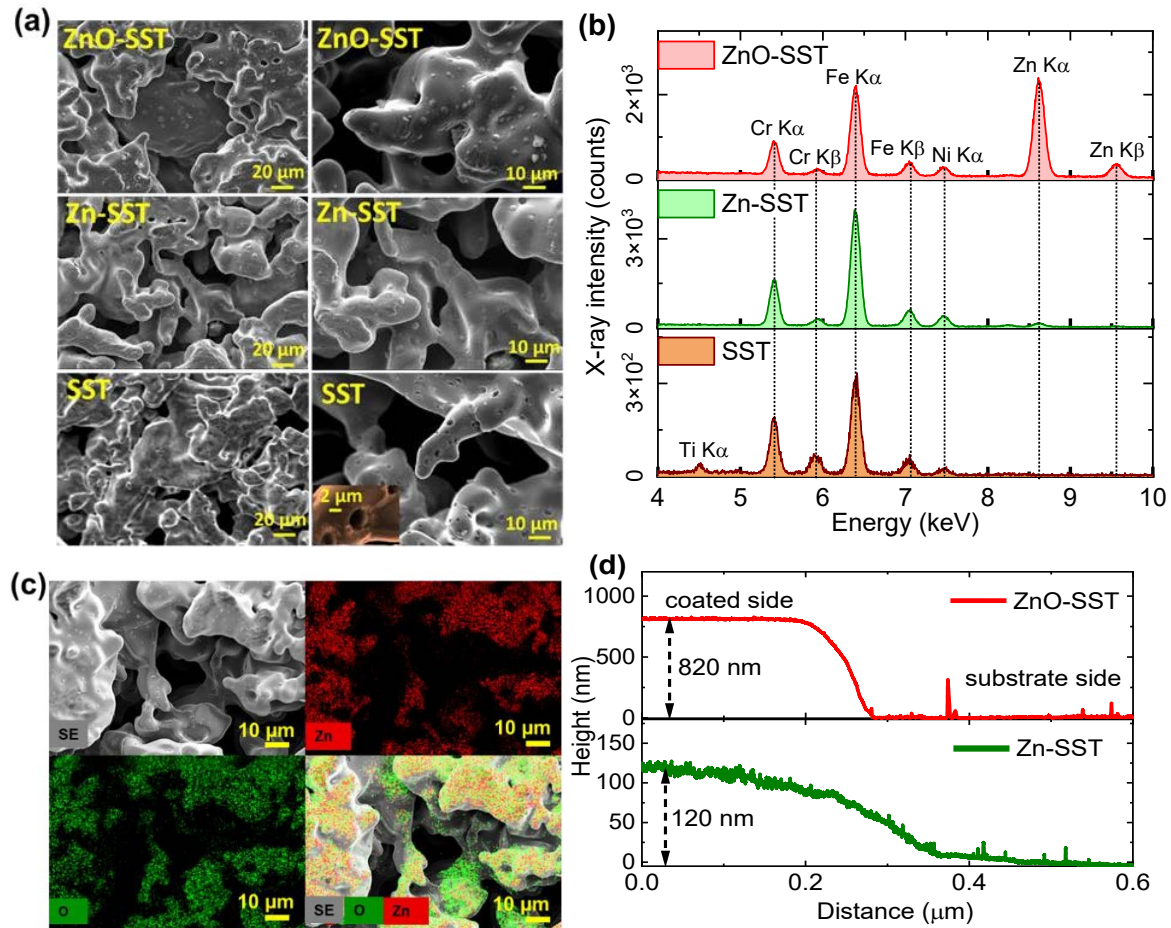 (a)
ZnO-SST
ZnO-SST
20 µm
10 µm
Zn-SST
Zn-SST
20 µm
10 µm
SST
SST
20 µm
2 µm
10 µm
(b)
X-ray intensity (counts)
ZnO-SST
2×10³
0
Cr Kα
Cr Kβ
Fe Kα
Fe Kβ
Ni Kα
Zn Kα
Zn Kβ
Zn-SST
3×10³
0
SST
3×10²
0
Ti Kα
4 5 6 7 8 9 10
Energy (keV)
(c)
SE
10 µm
Zn
10 µm
O
10 µm
SE O Zn
10 µm
(d)
Height (nm)
1000
750
500
250
0
coated side
820 nm
ZnO-SST
substrate side
150
125
100
75
50
25
0
120 nm
Zn-SST
0.0 0.2 0.4 0.6
Distance (µm)